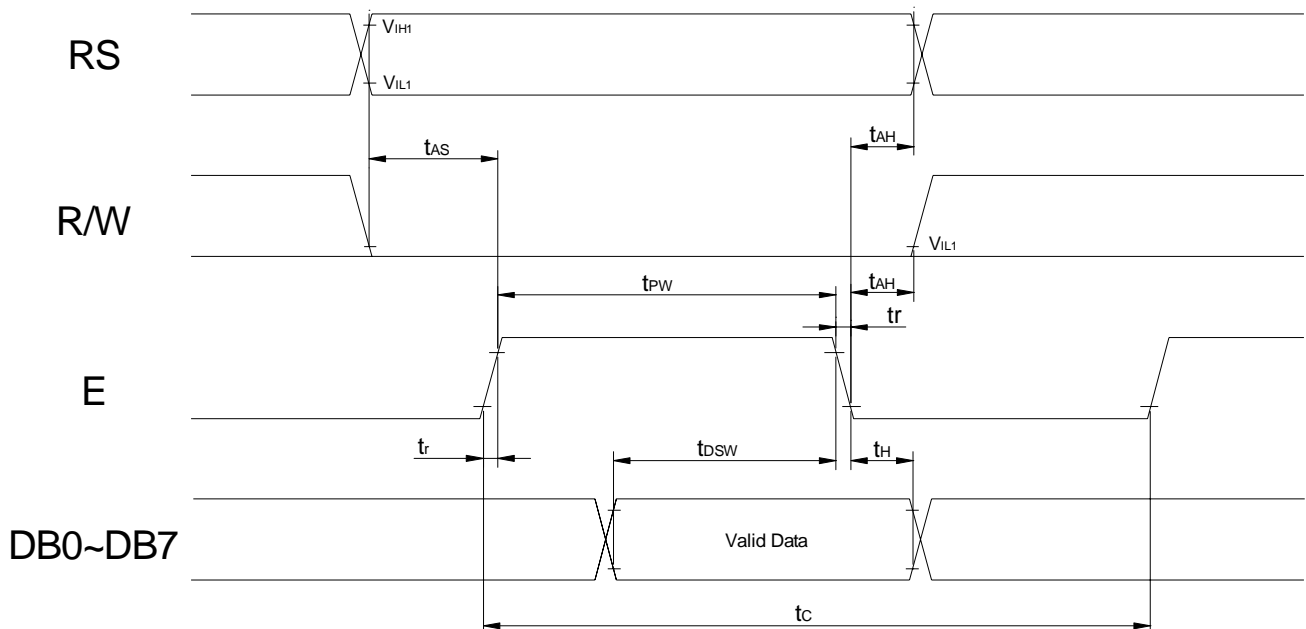 RS
VIH1
VIL1
tAS
tAH
R/W
VIL1
tPW
tAH
tr
E
tr
tDSW
tH
DB0~DB7
Valid Data
tC